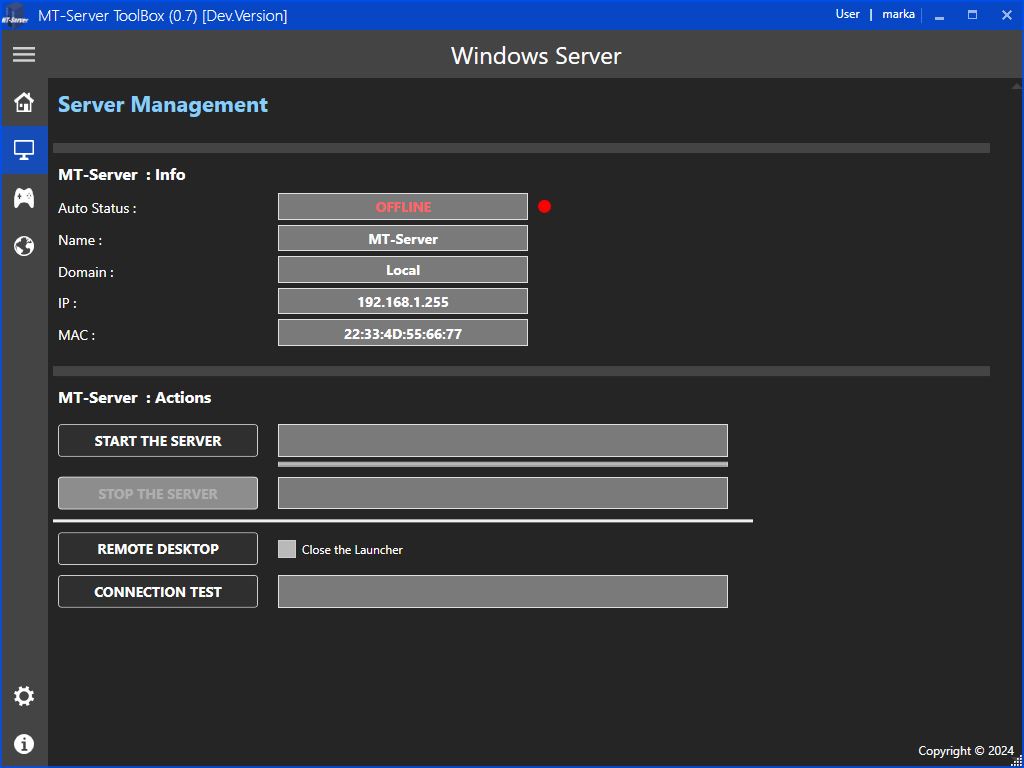 MT-Server ToolBox (0.7) [Dev.Version]
User | marka
Windows Server
Server Management
MT-Server : Info
Auto Status : OFFLINE
Name : MT-Server
Domain : Local
IP : 192.168.1.255
MAC : 22:33:4D:55:66:77
MT-Server : Actions
START THE SERVER
STOP THE SERVER
REMOTE DESKTOP Close the Launcher
CONNECTION TEST
Copyright © 2024